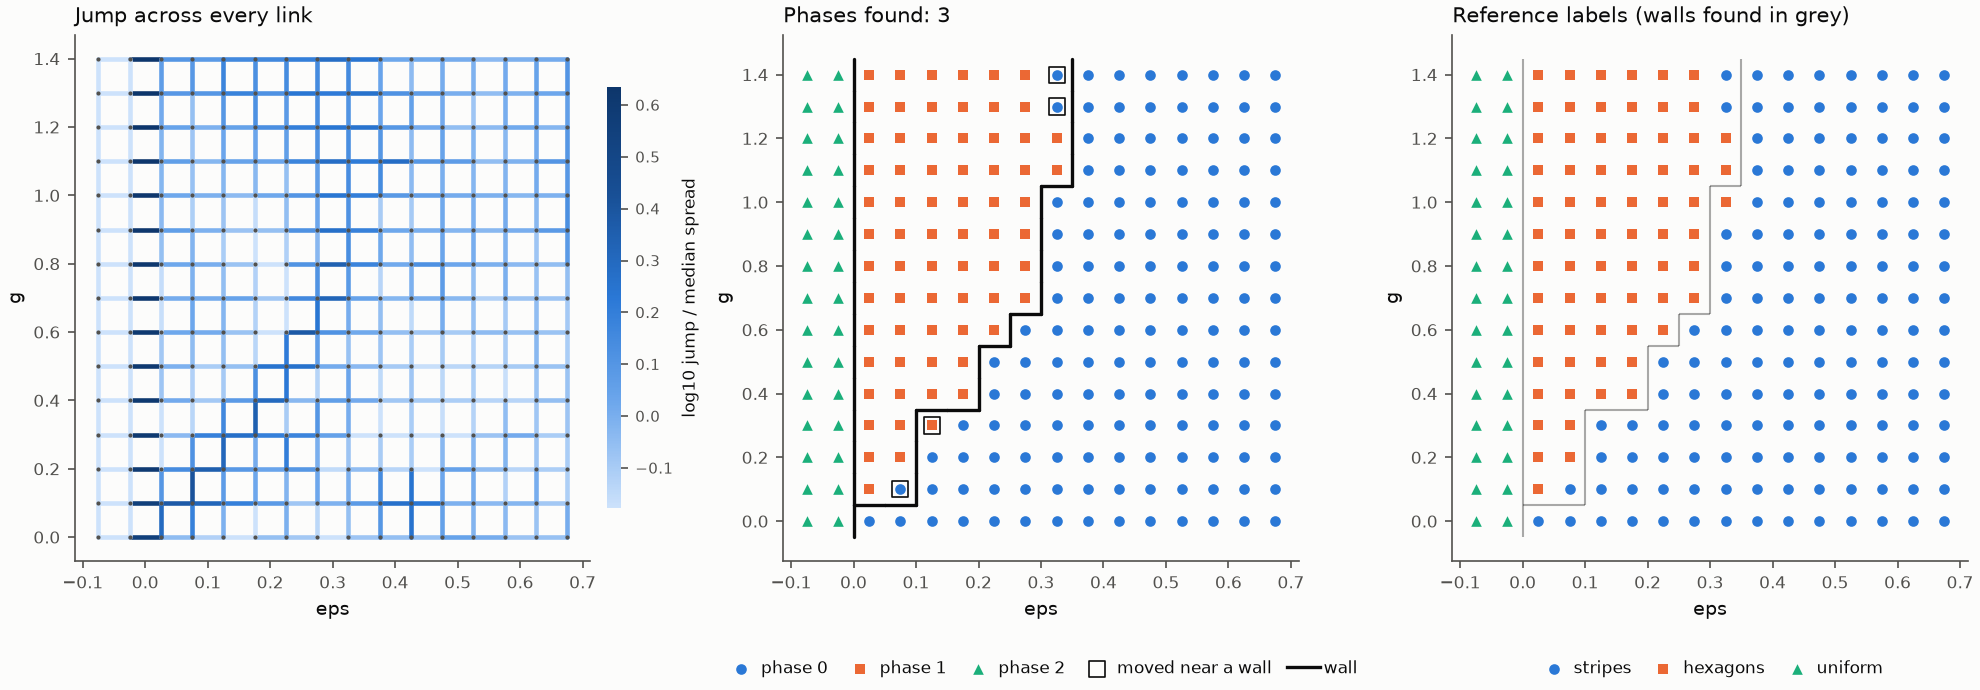 Jump across every link
1.4
1.2
1.0
0.8
0.6
0.4
0.2
0.0
g
−0.1 0.0 0.1 0.2 0.3 0.4 0.5 0.6 0.7
eps
0.6
0.5
0.4
0.3
0.2
0.1
0.0
−0.1
log10 jump / median spread
Phases found: 3
1.4
1.2
1.0
0.8
0.6
0.4
0.2
0.0
g
−0.1 0.0 0.1 0.2 0.3 0.4 0.5 0.6 0.7
eps
phase 0 phase 1 phase 2 moved near a wall wall
Reference labels (walls found in grey)
1.4
1.2
1.0
0.8
0.6
0.4
0.2
0.0
g
−0.1 0.0 0.1 0.2 0.3 0.4 0.5 0.6 0.7
eps
stripes hexagons uniform